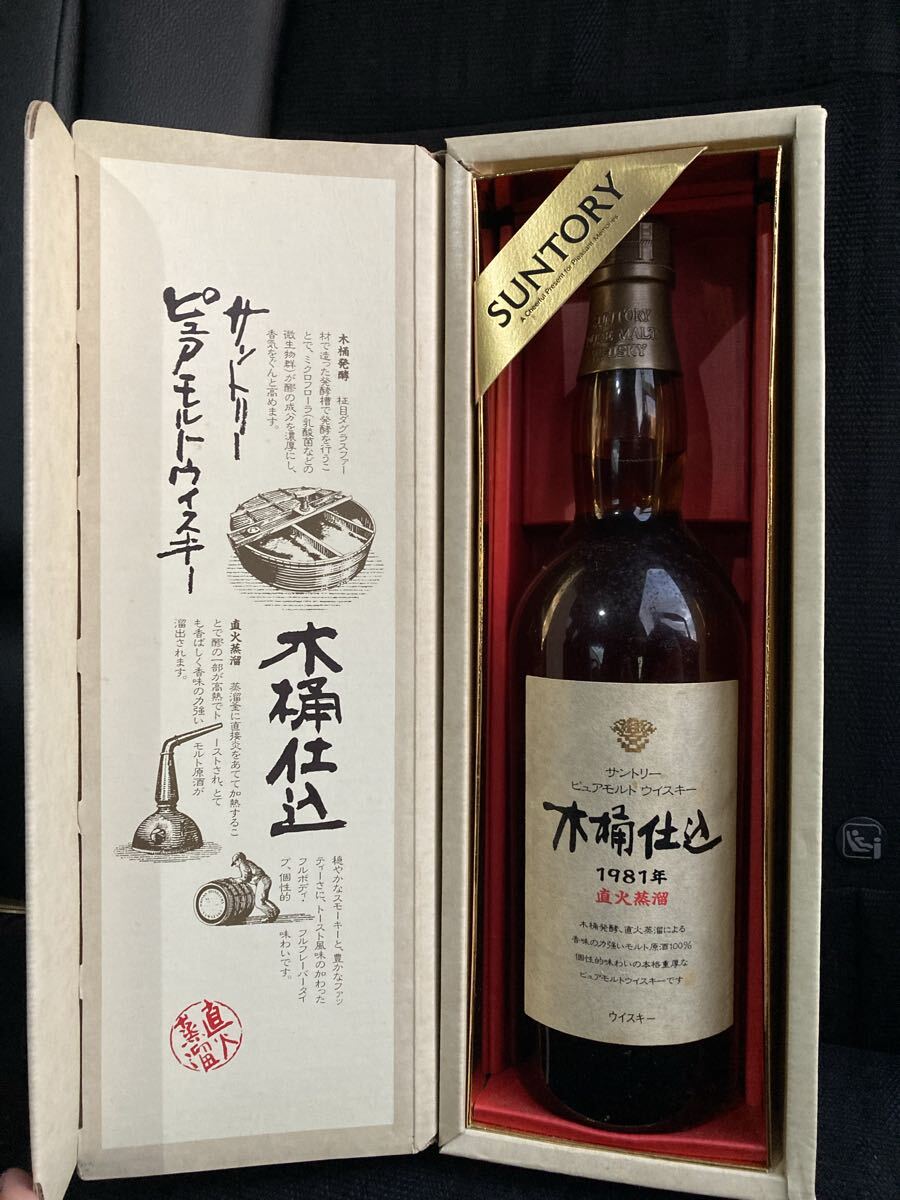 サントリー
ピュアモルトウイスキー
木桶発酵 柾目ダグラスファー
材で造った発酵槽で発酵を行うこ
とで、ミクロフローラ(乳酸菌などの
微生物群)が醪の成分を濃厚にし、
香気をぐんと高めます。
木桶仕込
直火蒸溜 蒸溜釜に直接炎をあてて加熱するこ
とで醪の一部が高熱でトーストされ、とて
も香ばしく香味の力強いモルト原酒が
溜出されます。
穏やかなスモーキーと、豊かなファッ
ティーさに、トースト風味の加わった
フルボディ・フルフレーバータイ
プ、個性的味わいです。
直火
蒸溜
SUNTORY
A Cheerful Present for Pleasant Memories
SUNTORY
PURE MALT
WHISKY
サントリー
ピュアモルト ウイスキー
木桶仕込
1981年
直火蒸溜
木桶発酵、直火蒸溜による
香味の力強いモルト原酒100%
個性的味わいの本格重厚な
ピュアモルトウイスキーです
ウイスキー